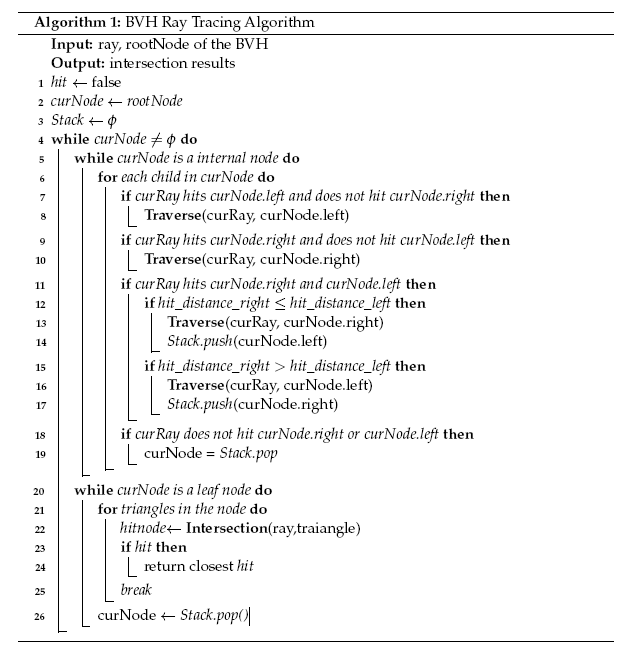 Algorithm 1: BVH Ray Tracing Algorithm
Input: ray, rootNode of the BVH
Output: intersection results
1 hit ← false
2 curNode ← rootNode
3 Stack ← ϕ
4 while curNode ≠ ϕ do
5 while curNode is a internal node do
6 for each child in curNode do
7 if curRay hits curNode.left and does not hit curNode.right then
8 Traverse(curRay, curNode.left)
9 if curRay hits curNode.right and does not hit curNode.left then
10 Traverse(curRay, curNode.right)
11 if curRay hits curNode.right and curNode.left then
12 if hit_distance_right ≤ hit_distance_left then
13 Traverse(curRay, curNode.right)
14 Stack.push(curNode.left)
15 if hit_distance_right > hit_distance_left then
16 Traverse(curRay, curNode.left)
17 Stack.push(curNode.right)
18 if curRay does not hit curNode.right or curNode.left then
19 curNode = Stack.pop
20 while curNode is a leaf node do
21 for triangles in the node do
22 hitnode← Intersection(ray,traiangle)
23 if hit then
24 return closest hit
25 break
26 curNode ← Stack.pop()